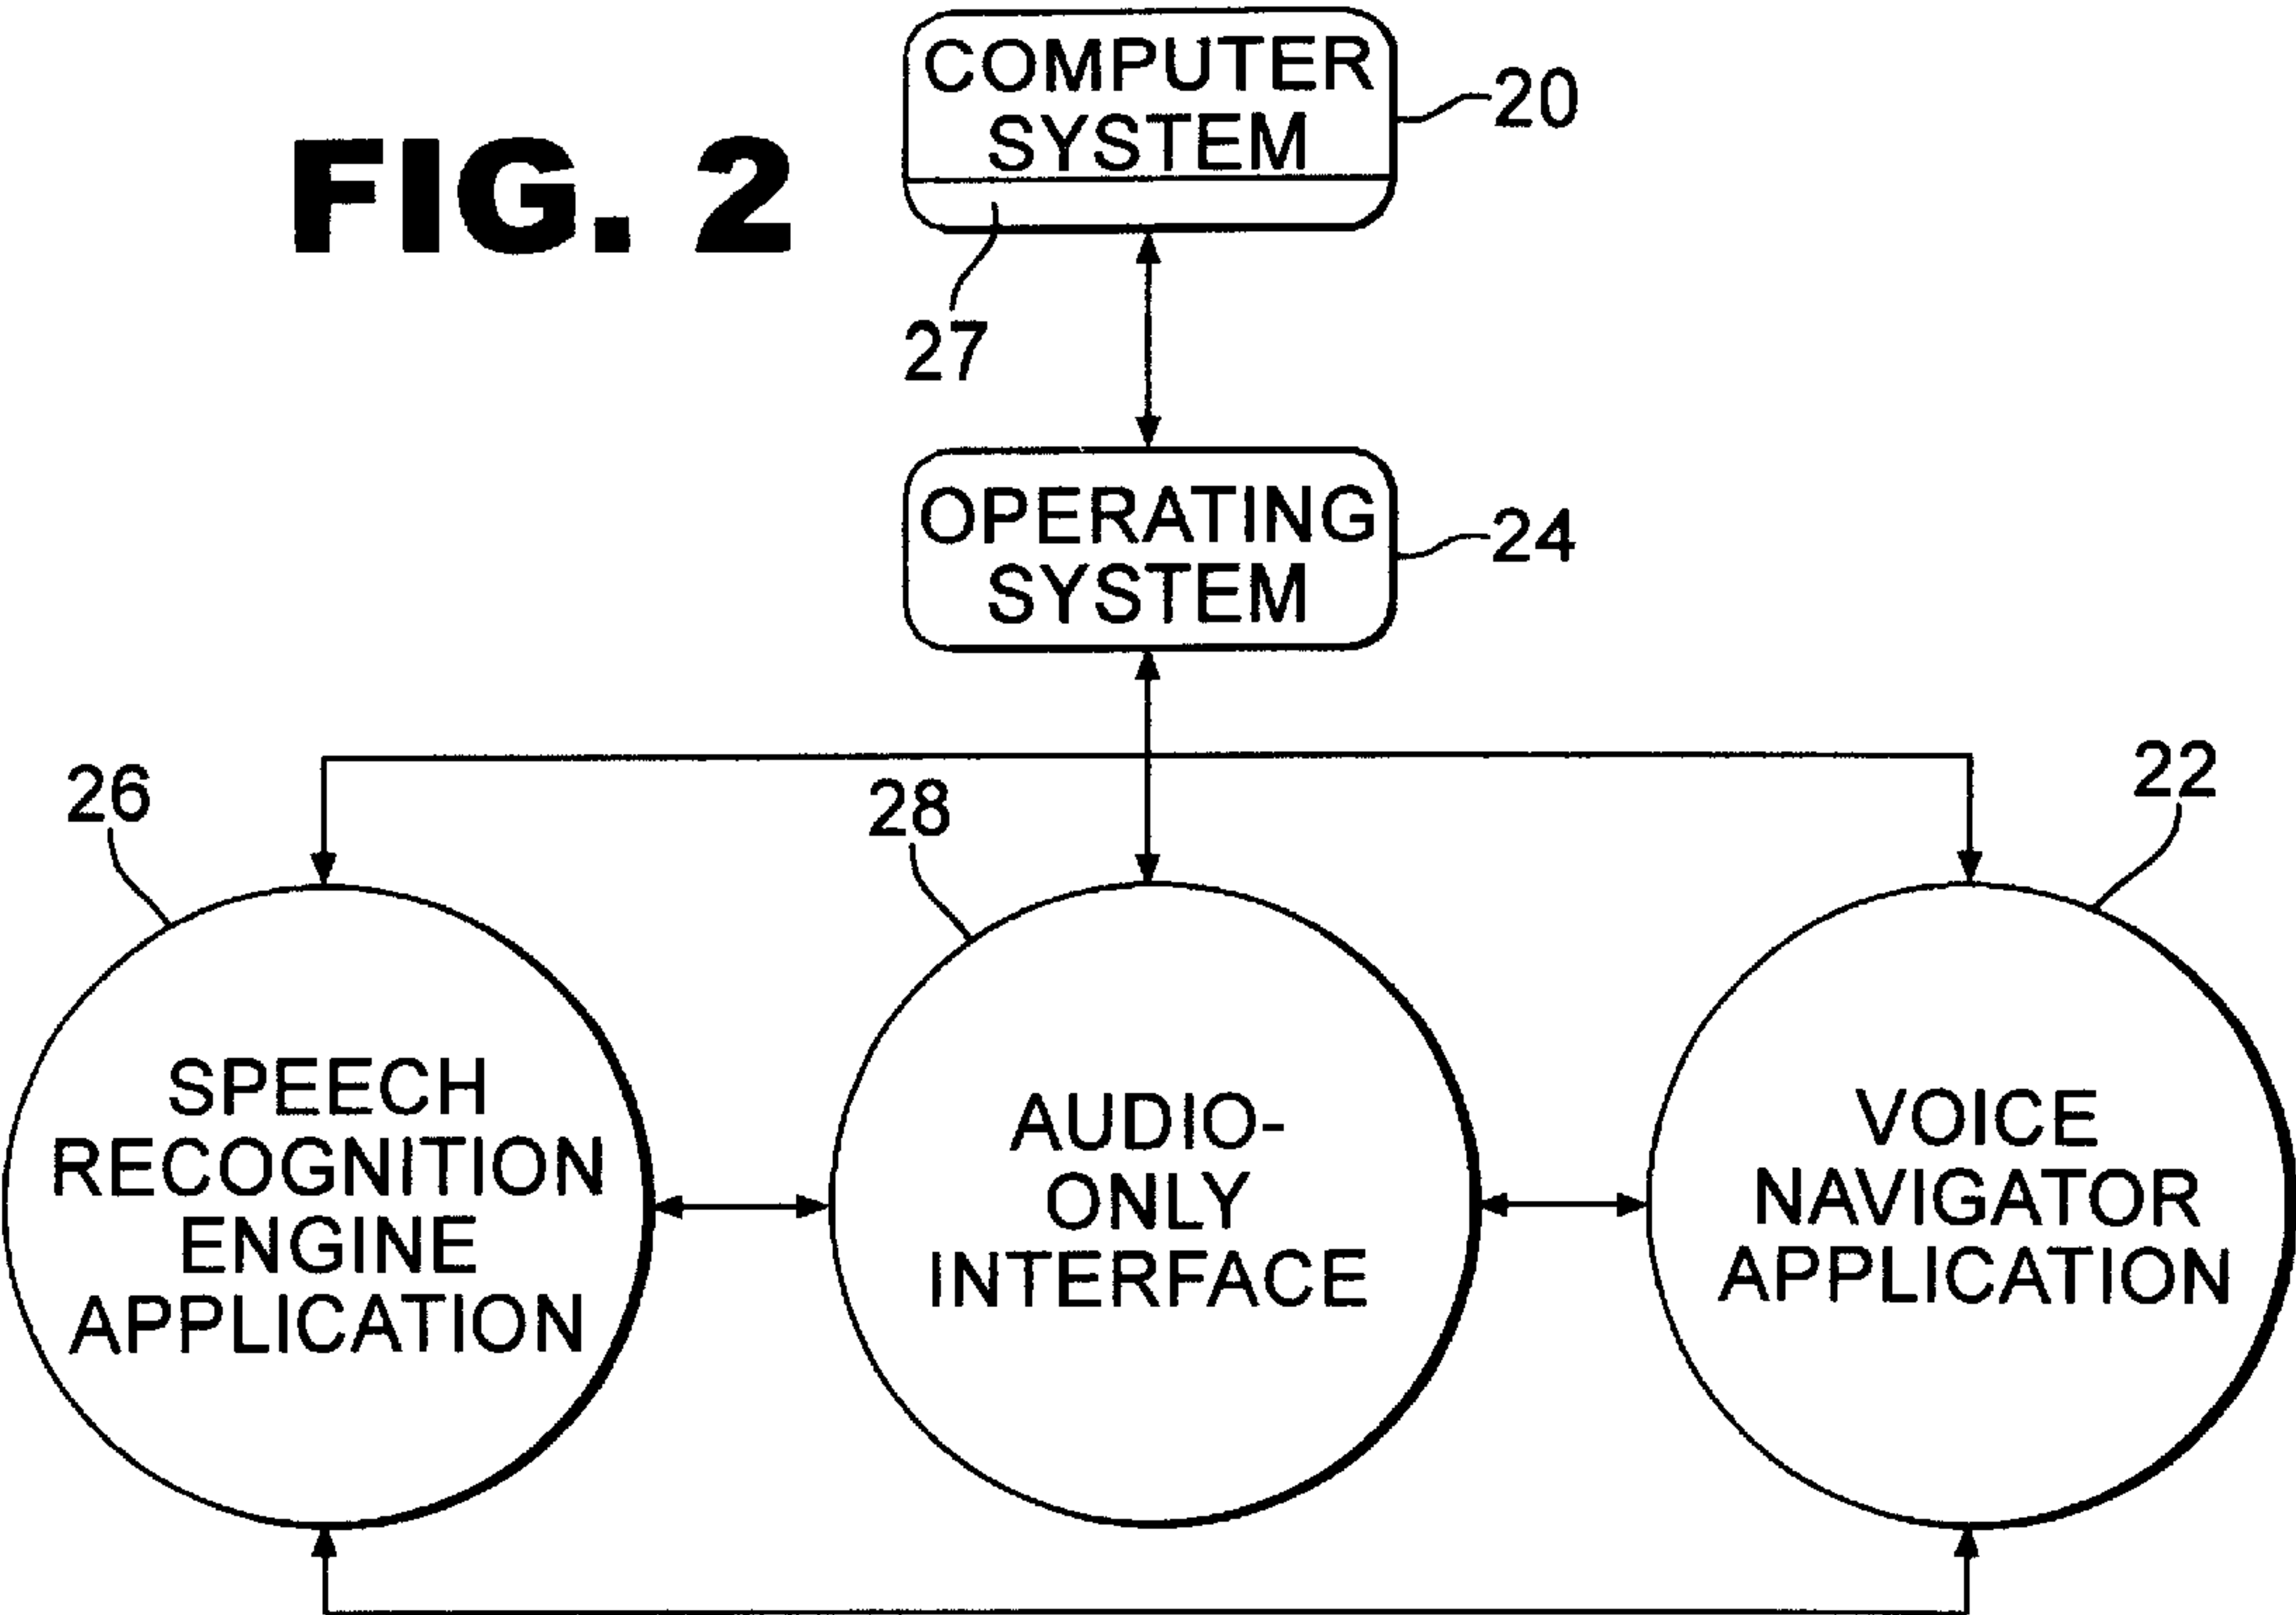 FIG. 2
COMPUTER
SYSTEM
20
27
OPERATING
SYSTEM
24
26
28
22
SPEECH
RECOGNITION
ENGINE
APPLICATION
AUDIO-
ONLY
INTERFACE
VOICE
NAVIGATOR
APPLICATION